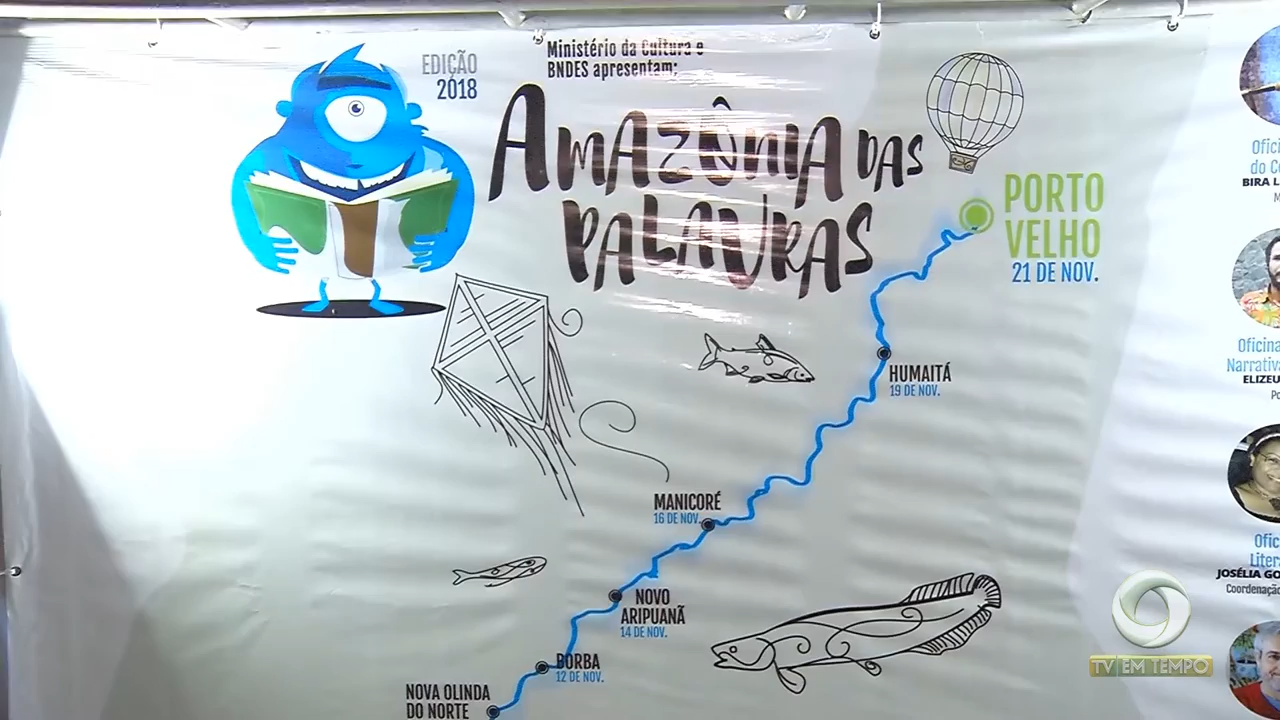 EDIÇÃO
2018
Ministério da Cultura e
BNDES apresentam:
AMAZÔNIA DAS
PALAVRAS
PORTO
VELHO
21 DE NOV.
HUMAITÁ
19 DE NOV.
MANICORÉ
16 DE NOV.
NOVO
ARIPUANÃ
14 DE NOV.
BORBA
12 DE NOV.
NOVA OLINDA
DO NORTE
Ofici
do C
BIRA L
M
Oficina
Narrativa
ELIZEU
Po
Ofic
Litera
JOSÉLIA GO
Coordenação
TV EM TEMPO